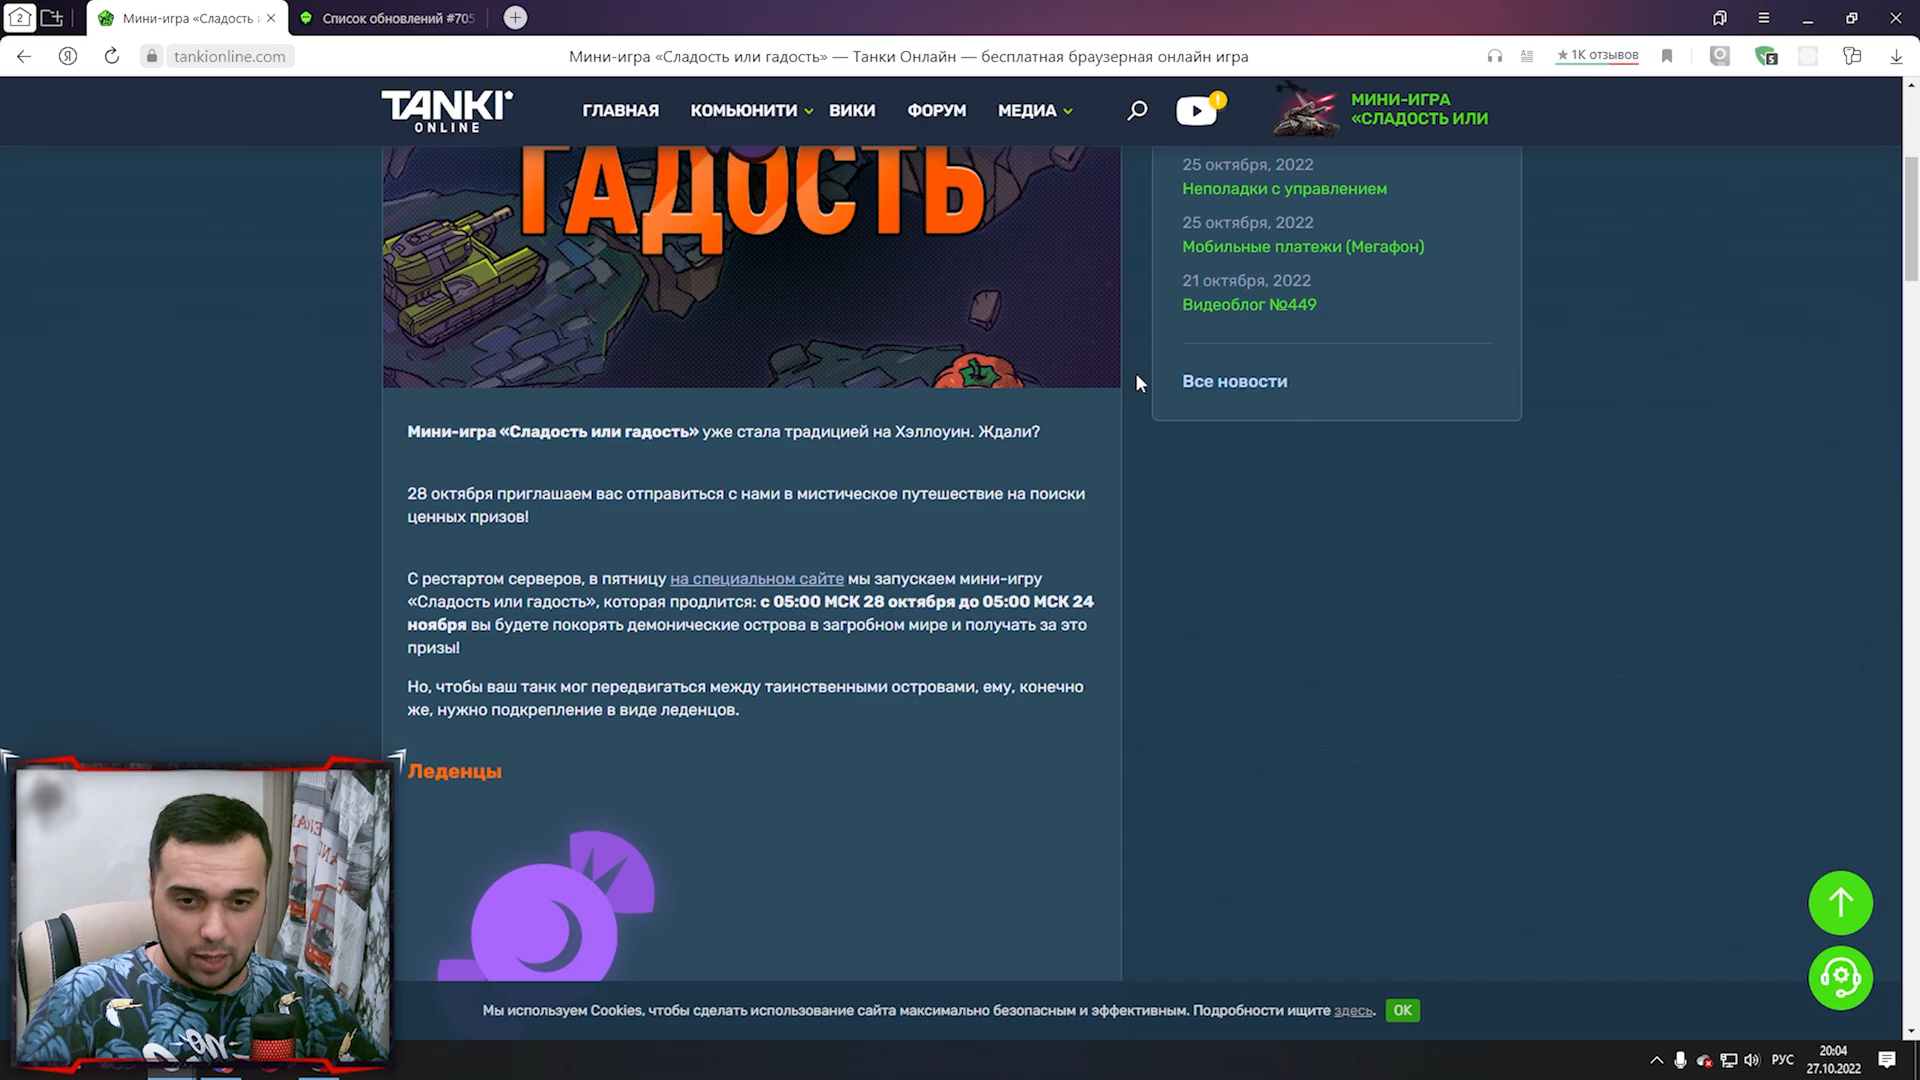 2
Мини-игра «Сладость
Список обновлений #705
tankionline.com
Мини-игра «Сладость или гадость» — Танки Онлайн — бесплатная браузерная онлайн игра
★ 1К отзывов
5
TANKI
ONLINE
ГЛАВНАЯ
КОМЬЮНИТИ
ВИКИ
ФОРУМ
МЕДИА
!
МИНИ-ИГРА
«СЛАДОСТЬ ИЛИ
ГАДОСТЬ
25 октября, 2022
Неполадки с управлением
25 октября, 2022
Мобильные платежи (Мегафон)
21 октября, 2022
Видеоблог №449
Все новости
Мини-игра «Сладость или гадость» уже стала традицией на Хэллоуин. Ждали?
28 октября приглашаем вас отправиться с нами в мистическое путешествие на поиски
ценных призов!
С рестартом серверов, в пятницу на специальном сайте мы запускаем мини-игру
«Сладость или гадость», которая продлится: с 05:00 МСК 28 октября до 05:00 МСК 24
ноября вы будете покорять демонические острова в загробном мире и получать за это
призы!
Но, чтобы ваш танк мог передвигаться между таинственными островами, ему, конечно
же, нужно подкрепление в виде леденцов.
Леденцы
Мы используем Cookies, чтобы сделать использование сайта максимально безопасным и эффективным. Подробности ищите здесь.
OK
РУС
20:04
27.10.2022